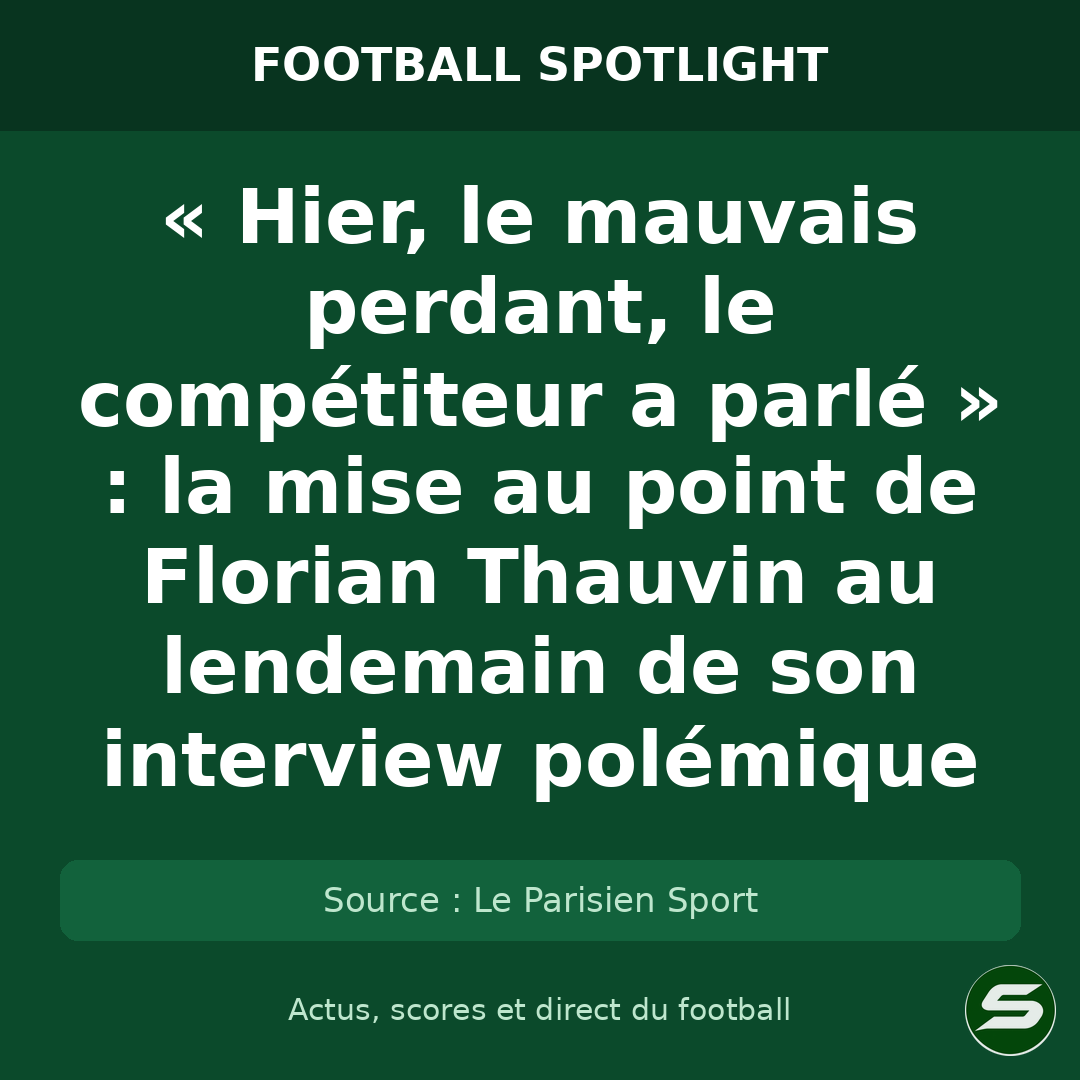 FOOTBALL SPOTLIGHT
« Hier, le mauvais
perdant, le
compétiteur a parlé »
: la mise au point de
Florian Thauvin au
lendemain de son
interview polémique
Source : Le Parisien Sport
Actus, scores et direct du football
S